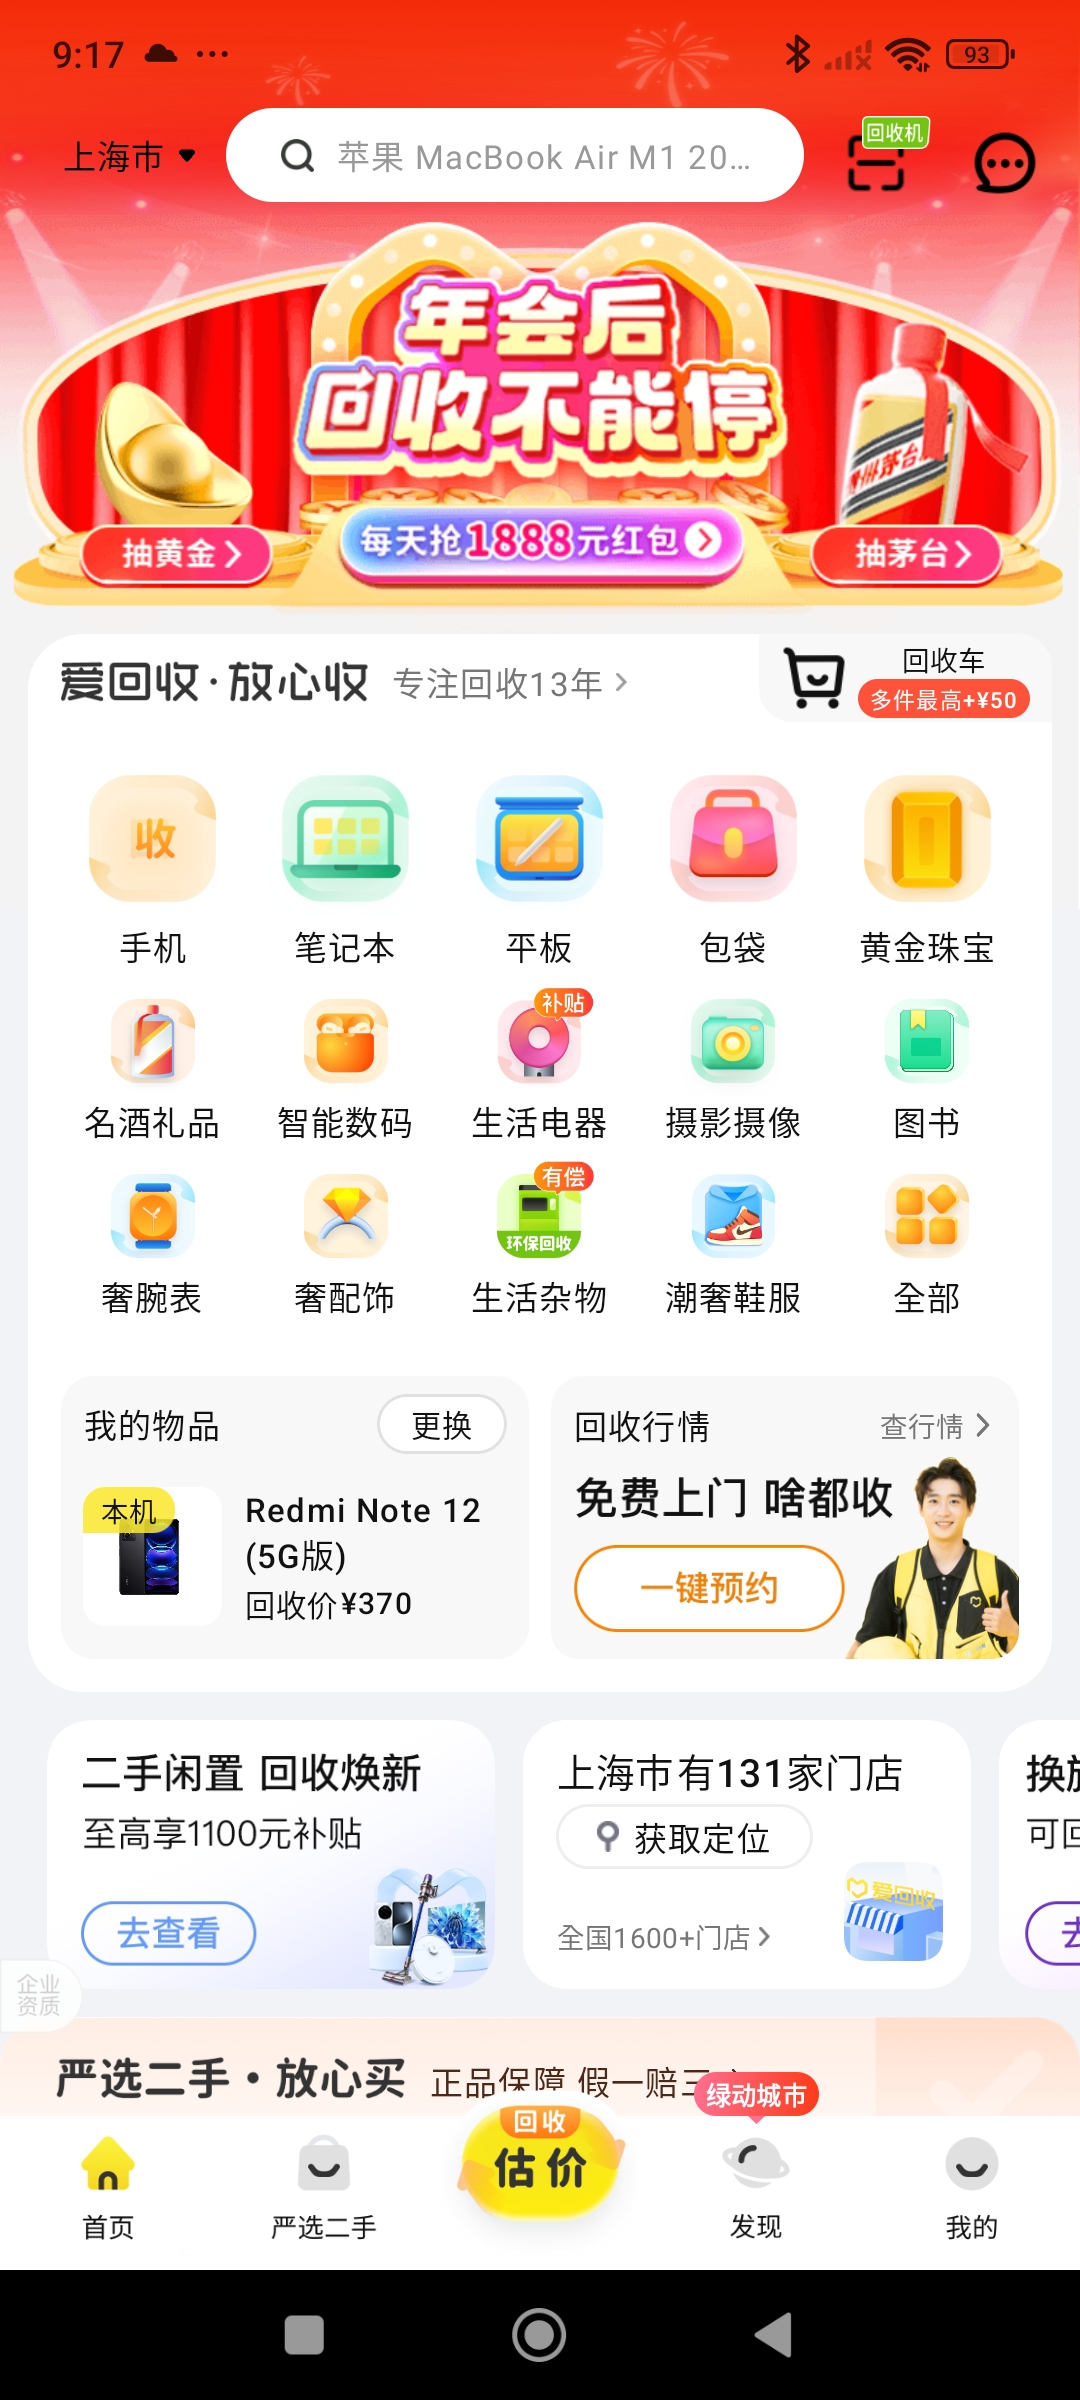 9:17
93
上海市
苹果 MacBook Air M1 20...
回收机
年会后
回收不能停
抽黄金
每天抢1888元红包
抽茅台
爱回收·放心收
专注回收13年
回收车
多件最高+¥50
收
手机
笔记本
平板
包袋
黄金珠宝
补贴
名酒礼品
智能数码
生活电器
摄影摄像
图书
有偿
环保回收
奢腕表
奢配饰
生活杂物
潮奢鞋服
全部
我的物品
更换
本机
Redmi Note 12
(5G版)
回收价¥370
回收行情
查行情
免费上门 啥都收
一键预约
二手闲置 回收焕新
至高享1100元补贴
去查看
上海市有131家门店
获取定位
全国1600+门店
爱回收
可回
去
企业
资质
严选二手·放心买
正品保障 假一赔三
绿动城市
回收
估价
首页
严选二手
发现
我的